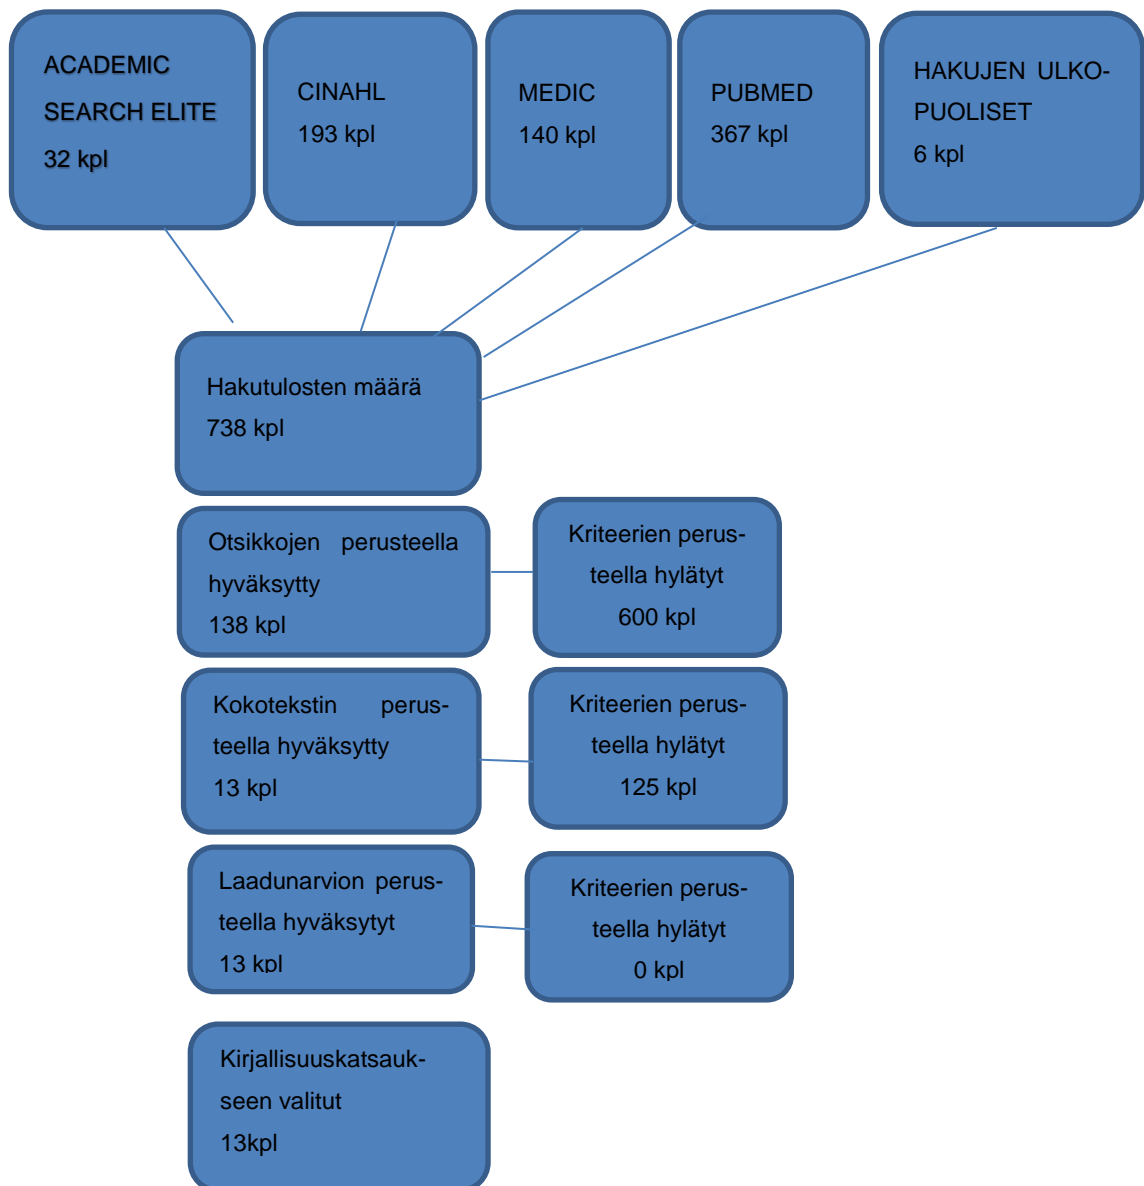 ACADEMIC
SEARCH ELITE
32 kpl
CINAHL
193 kpl
MEDIC
140 kpl
PUBMED
367 kpl
HAKUJEN ULKO-
PUOLISET
6 kpl
Hakutulosten määrä
738 kpl
Otsikkojen perusteella
hyväksytty
138 kpl
Kriteerien perus-
teella hylätyt
600 kpl
Kokotekstin perus-
teella hyväksytty
13 kpl
Kriteerien perus-
teella hylätyt
125 kpl
Laadunarvion perus-
teella hyväksytyt
13 kpl
Kriteerien perus-
teella hylätyt
0 kpl
Kirjallisuuskatsauk-
seen valitut
13kpl